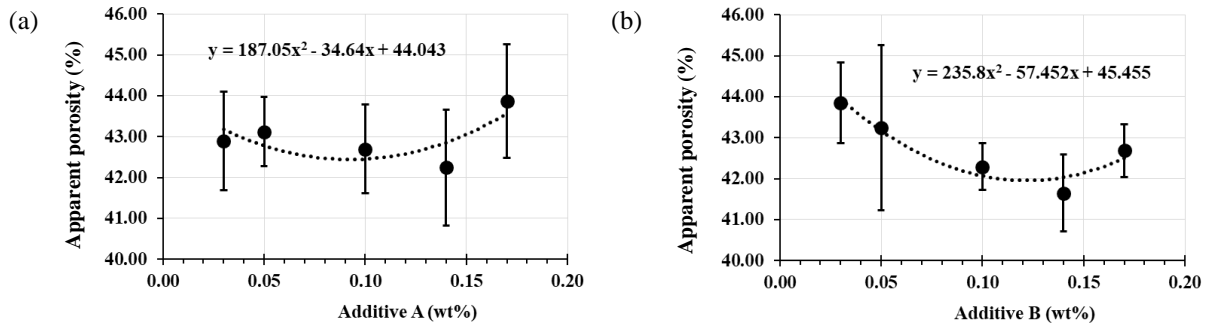 (a)
46.00
45.00
44.00
43.00
42.00
41.00
40.00
Apparent porosity (%)
y = 187.05x² - 34.64x + 44.043
0.00 0.05 0.10 0.15 0.20
Additive A (wt%)
(b)
46.00
45.00
44.00
43.00
42.00
41.00
40.00
Apparent porosity (%)
y = 235.8x² - 57.452x + 45.455
0.00 0.05 0.10 0.15 0.20
Additive B (wt%)